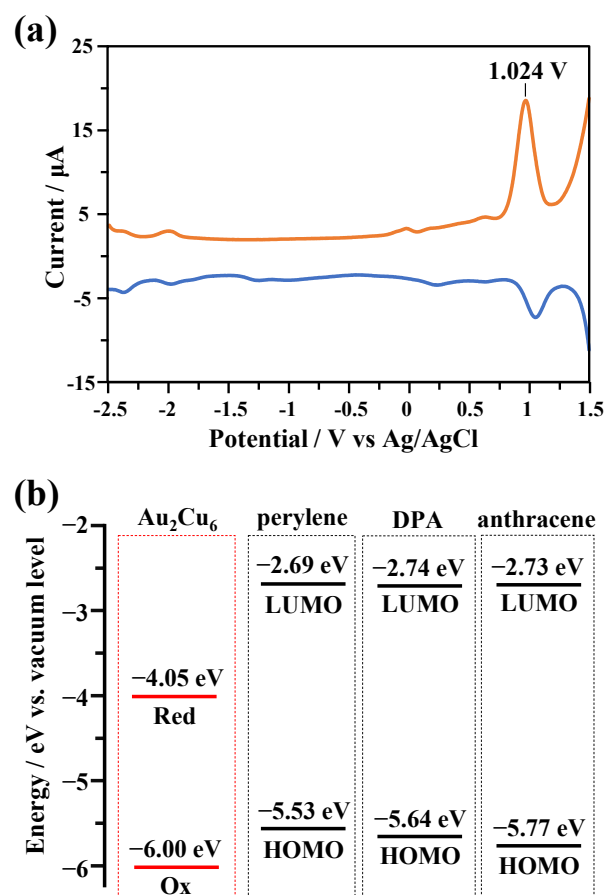 (a)
1.024 V
25
15
5
-5
-15
Current / μA
-2.5 -2 -1.5 -1 -0.5 0 0.5 1 1.5
Potential / V vs Ag/AgCl
(b)
Au₂Cu₆ perylene DPA anthracene
Energy / eV vs. vacuum level
−2
−3
−4
−5
−6
−4.05 eV
Red
−6.00 eV
Ox
−2.69 eV
LUMO
−5.53 eV
HOMO
−2.74 eV
LUMO
−5.64 eV
HOMO
−2.73 eV
LUMO
−5.77 eV
HOMO